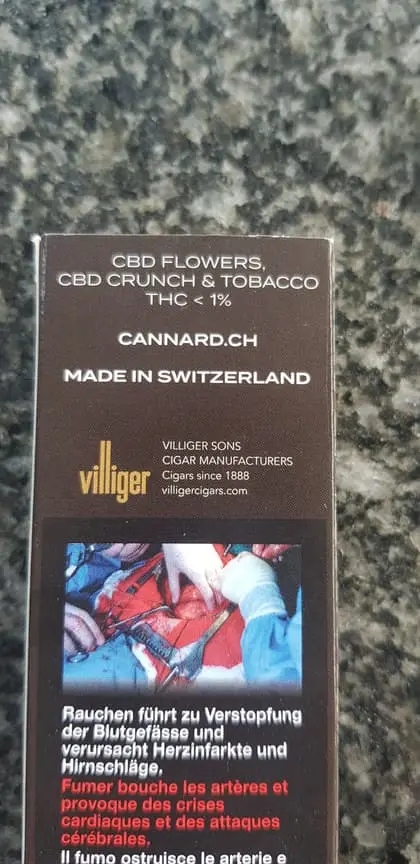 CBD FLOWERS,
CBD CRUNCH & TOBACCO
THC < 1%
CANNARD.CH
MADE IN SWITZERLAND
villiger
VILLIGER SONS
CIGAR MANUFACTURERS
Cigars since 1888
villigercigars.com
Rauchen führt zu Verstopfung
der Blutgefässe und
verursacht Herzinfarkte und
Hirnschläge.
Fumer bouche les artères et
provoque des crises
cardiaques et des attaques
cérébrales.
Il fumo ostruisce le arterie e